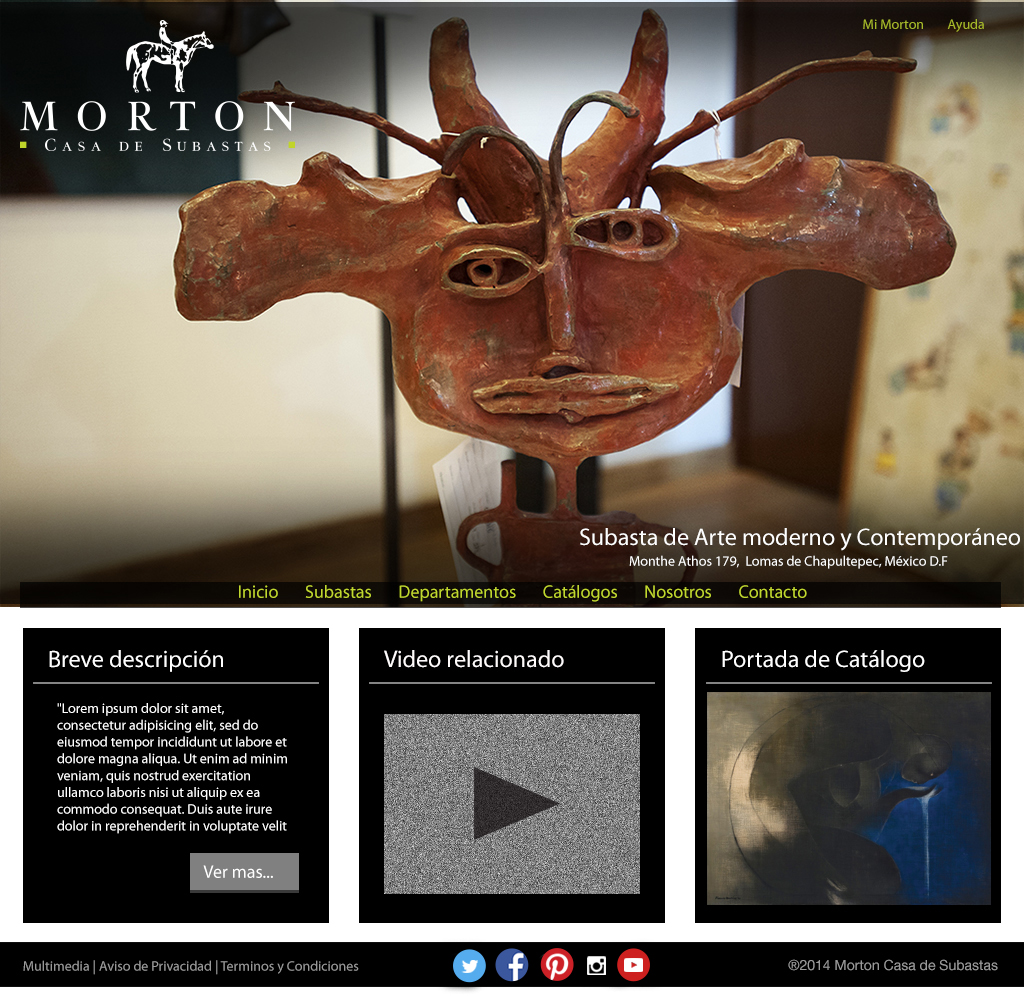 Mi Morton Ayuda
MORTON
CASA DE SUBASTAS
Subasta de Arte moderno y Contemporáneo
Monthe Athos 179, Lomas de Chapultepec, México D.F
Inicio Subastas Departamentos Catálogos Nosotros Contacto
Breve descripción
"Lorem ipsum dolor sit amet,
consectetur adipisicing elit, sed do
eiusmod tempor incididunt ut labore et
dolore magna aliqua. Ut enim ad minim
veniam, quis nostrud exercitation
ullamco laboris nisi ut aliquip ex ea
commodo consequat. Duis aute irure
dolor in reprehenderit in voluptate velit
Ver mas...
Video relacionado
Portada de Catálogo
Multimedia | Aviso de Privacidad | Terminos y Condiciones
®2014 Morton Casa de Subastas